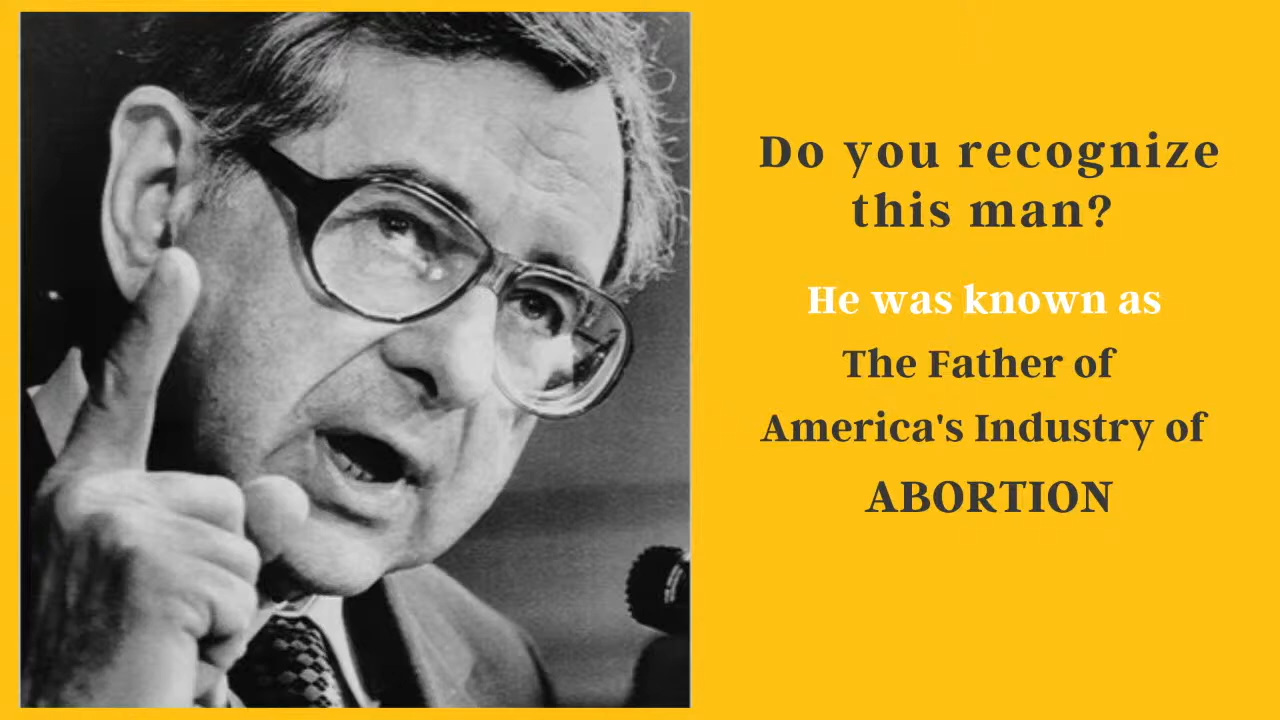 Do you recognize
this man?
He was known as
The Father of
America's Industry of
ABORTION